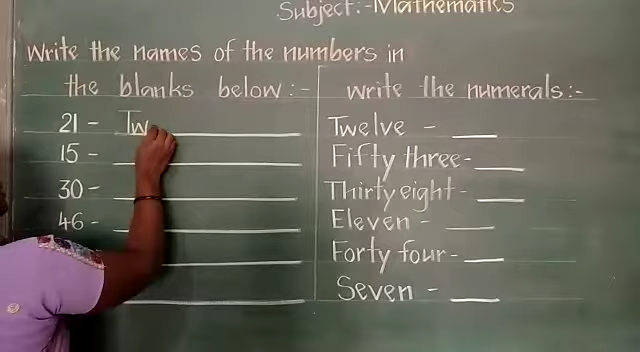 Subject:-Mathematics
Write the names of the numbers in
the blanks below:-
21 - Tw
15 -
30 -
46 -
write the numerals:-
Twelve -
Fifty three-
Thirty eight-
Eleven -
Forty four-
Seven -